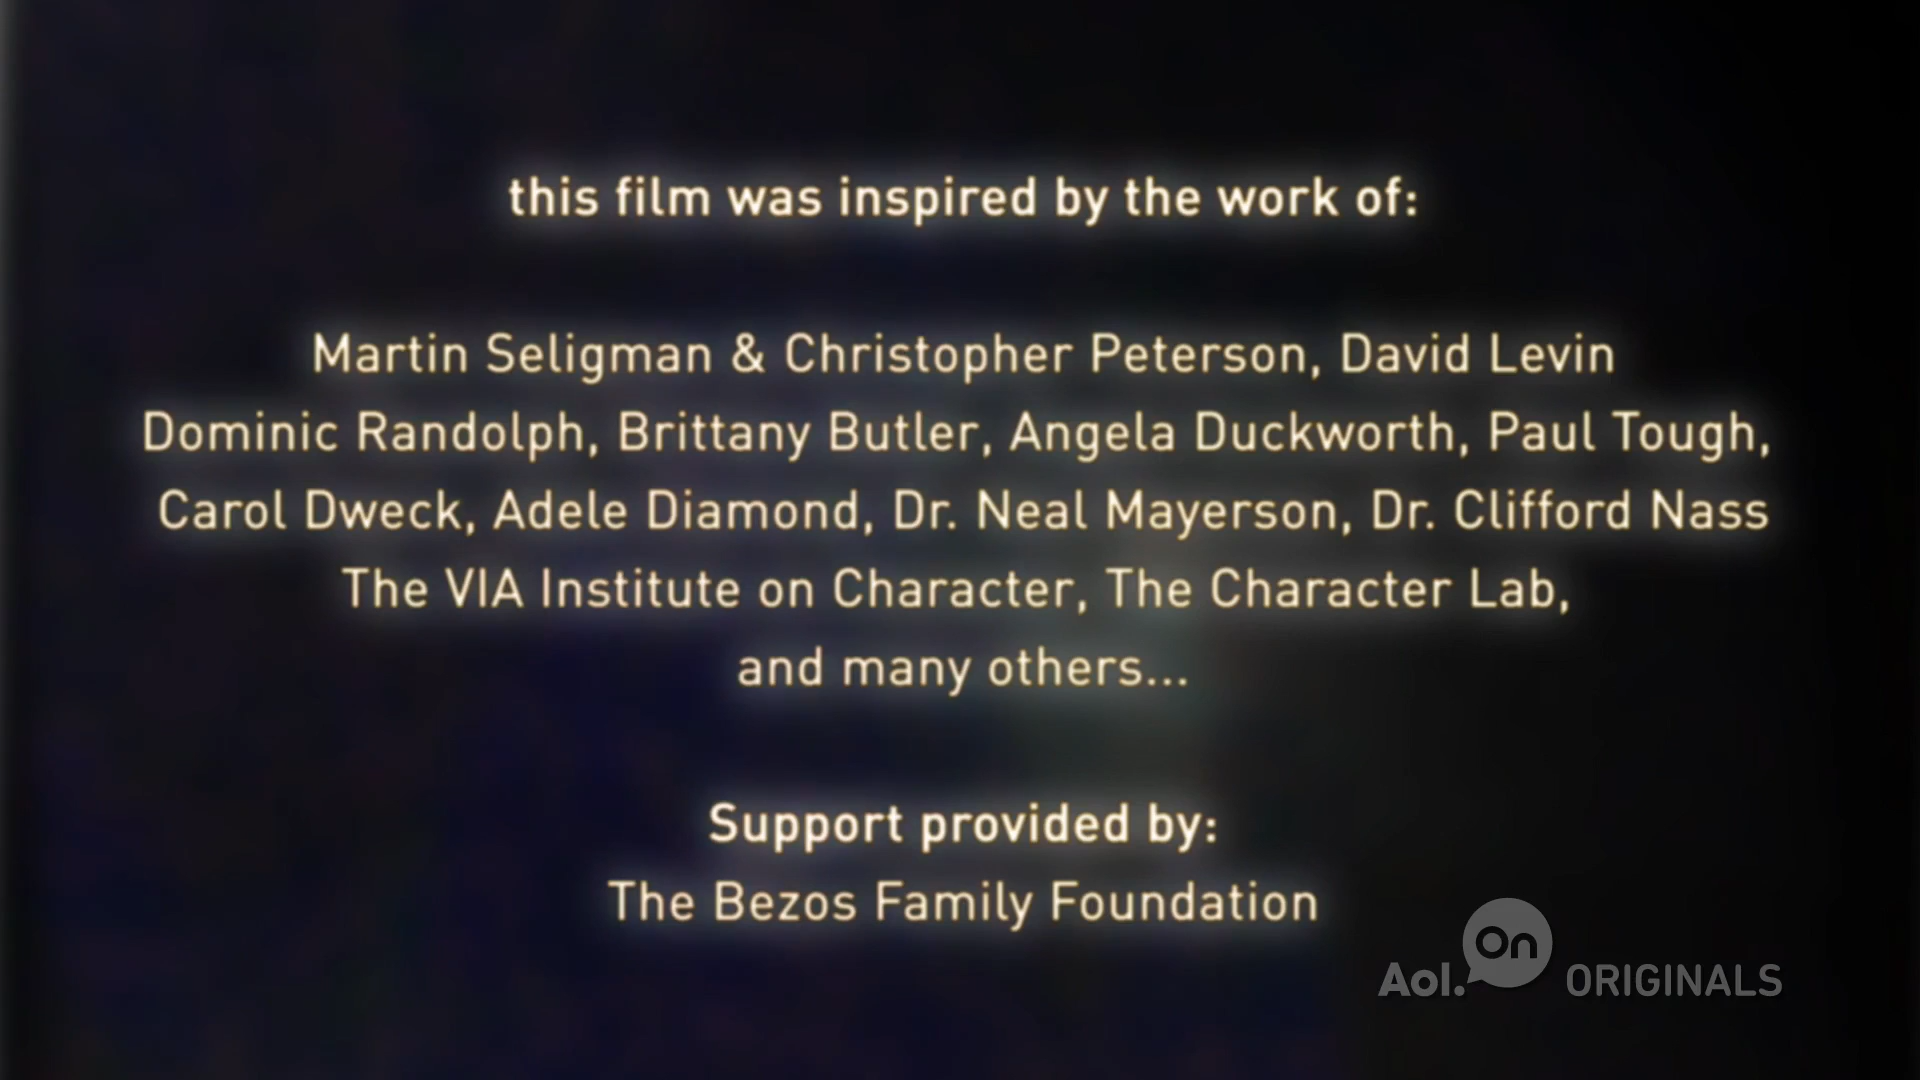 this film was inspired by the work of:
Martin Seligman & Christopher Peterson, David Levin
Dominic Randolph, Brittany Butler, Angela Duckworth, Paul Tough,
Carol Dweck, Adele Diamond, Dr. Neal Mayerson, Dr. Clifford Nass
The VIA Institute on Character, The Character Lab,
and many others...
Support provided by:
The Bezos Family Foundation
Aol. On ORIGINALS